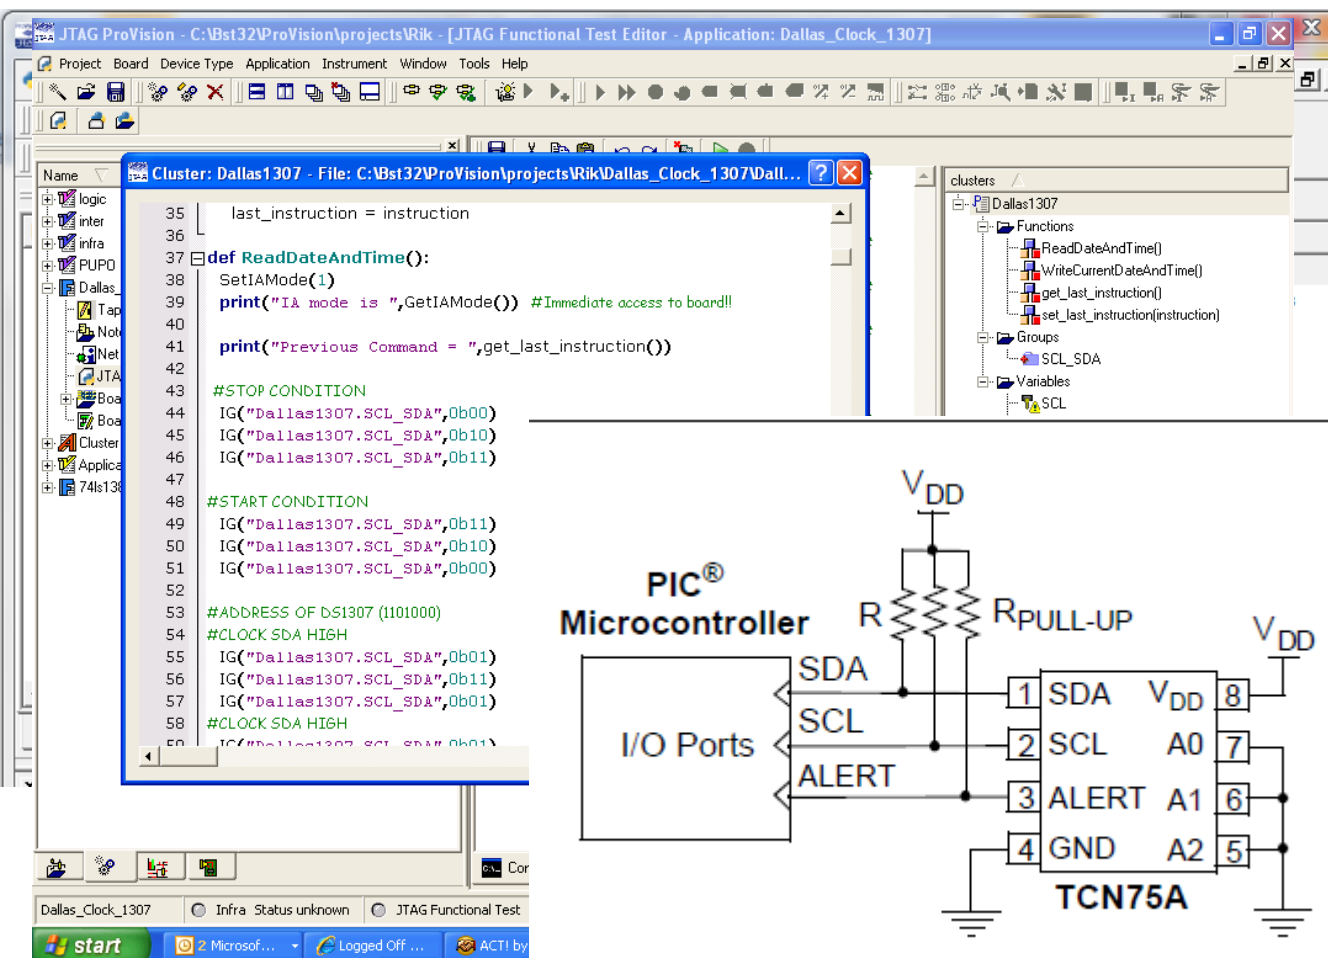 JTAG ProVision - C:\Bst32\ProVision\projects\Rik - [JTAG Functional Test Editor - Application: Dallas_Clock_1307]
Project Board Device Type Application Instrument Window Tools Help
Name
logic
inter
infra
PUPO
Dallas_
Tap
Note
Net
JTA
Boa
Boa
Cluster
Applica
74ls138
Cluster: Dallas1307 - File: C:\Bst32\ProVision\projects\Rik\Dallas_Clock_1307\Dall...
35 last_instruction = instruction
36
37 def ReadDateAndTime():
38 SetIAMode(1)
39 print("IA mode is ",GetIAMode()) #Immediate access to board!!
40
41 print("Previous Command = ",get_last_instruction())
42
43 #STOP CONDITION
44 IG("Dallas1307.SCL_SDA",0b00)
45 IG("Dallas1307.SCL_SDA",0b10)
46 IG("Dallas1307.SCL_SDA",0b11)
47
48 #START CONDITION
49 IG("Dallas1307.SCL_SDA",0b11)
50 IG("Dallas1307.SCL_SDA",0b10)
51 IG("Dallas1307.SCL_SDA",0b00)
52
53 #ADDRESS OF DS1307 (1101000)
54 #CLOCK SDA HIGH
55 IG("Dallas1307.SCL_SDA",0b01)
56 IG("Dallas1307.SCL_SDA",0b11)
57 IG("Dallas1307.SCL_SDA",0b01)
58 #CLOCK SDA HIGH
59 IG("Dallas1307.SCL_SDA",0b01)
clusters
Dallas1307
Functions
ReadDateAndTime()
WriteCurrentDateAndTime()
get_last_instruction()
set_last_instruction(instruction)
Groups
SCL_SDA
Variables
SCL
VDD
PIC®
Microcontroller
R
RPULL-UP
VDD
SDA
SCL
ALERT
I/O Ports
1 SDA VDD 8
2 SCL A0 7
3 ALERT A1 6
4 GND A2 5
TCN75A
Con
Dallas_Clock_1307 Infra Status unknown JTAG Functional Test
start 2 Microsof... Logged Off ... ACT! by